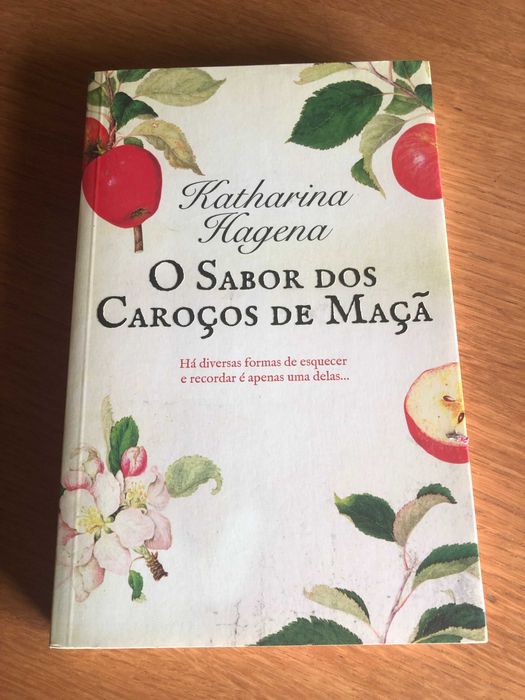 Katharina
Hagena
O Sabor dos
Caroços de Maçã
Há diversas formas de esquecer
e recordar é apenas uma delas...